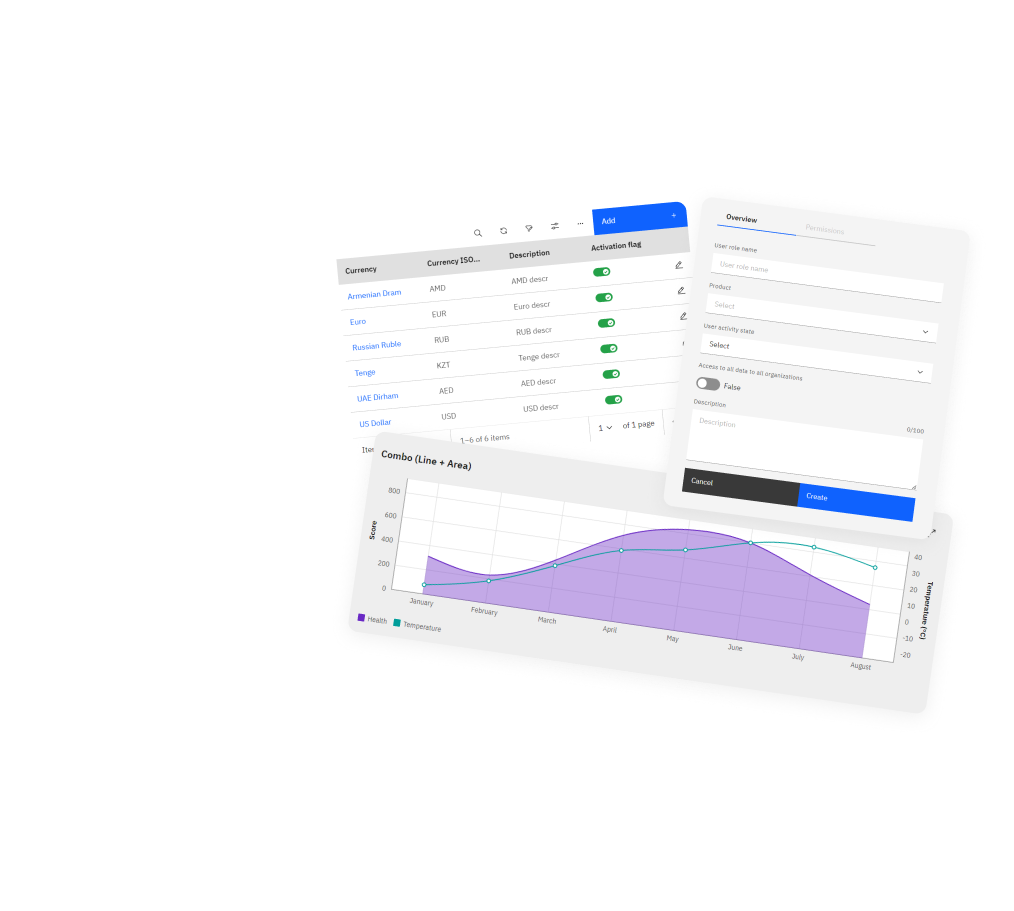 Add +
Currency Currency ISO... Description Activation flag
Armenian Dram AMD AMD descr
Euro EUR Euro descr
Russian Ruble RUB RUB descr
Tenge KZT Tenge descr
UAE Dirham AED AED descr
US Dollar USD USD descr
1–6 of 6 items 1 of 1 page
Overview Permissions
User role name
User role name
Product
Select
User activity state
Select
Access to all data to all organizations
False
Description 0/100
Description
Cancel Create
Combo (Line + Area)
Score
800
600
400
200
0
January February March April May June July August
40
30
20
10
0
-10
-20
Temperature (°C)
Health Temperature